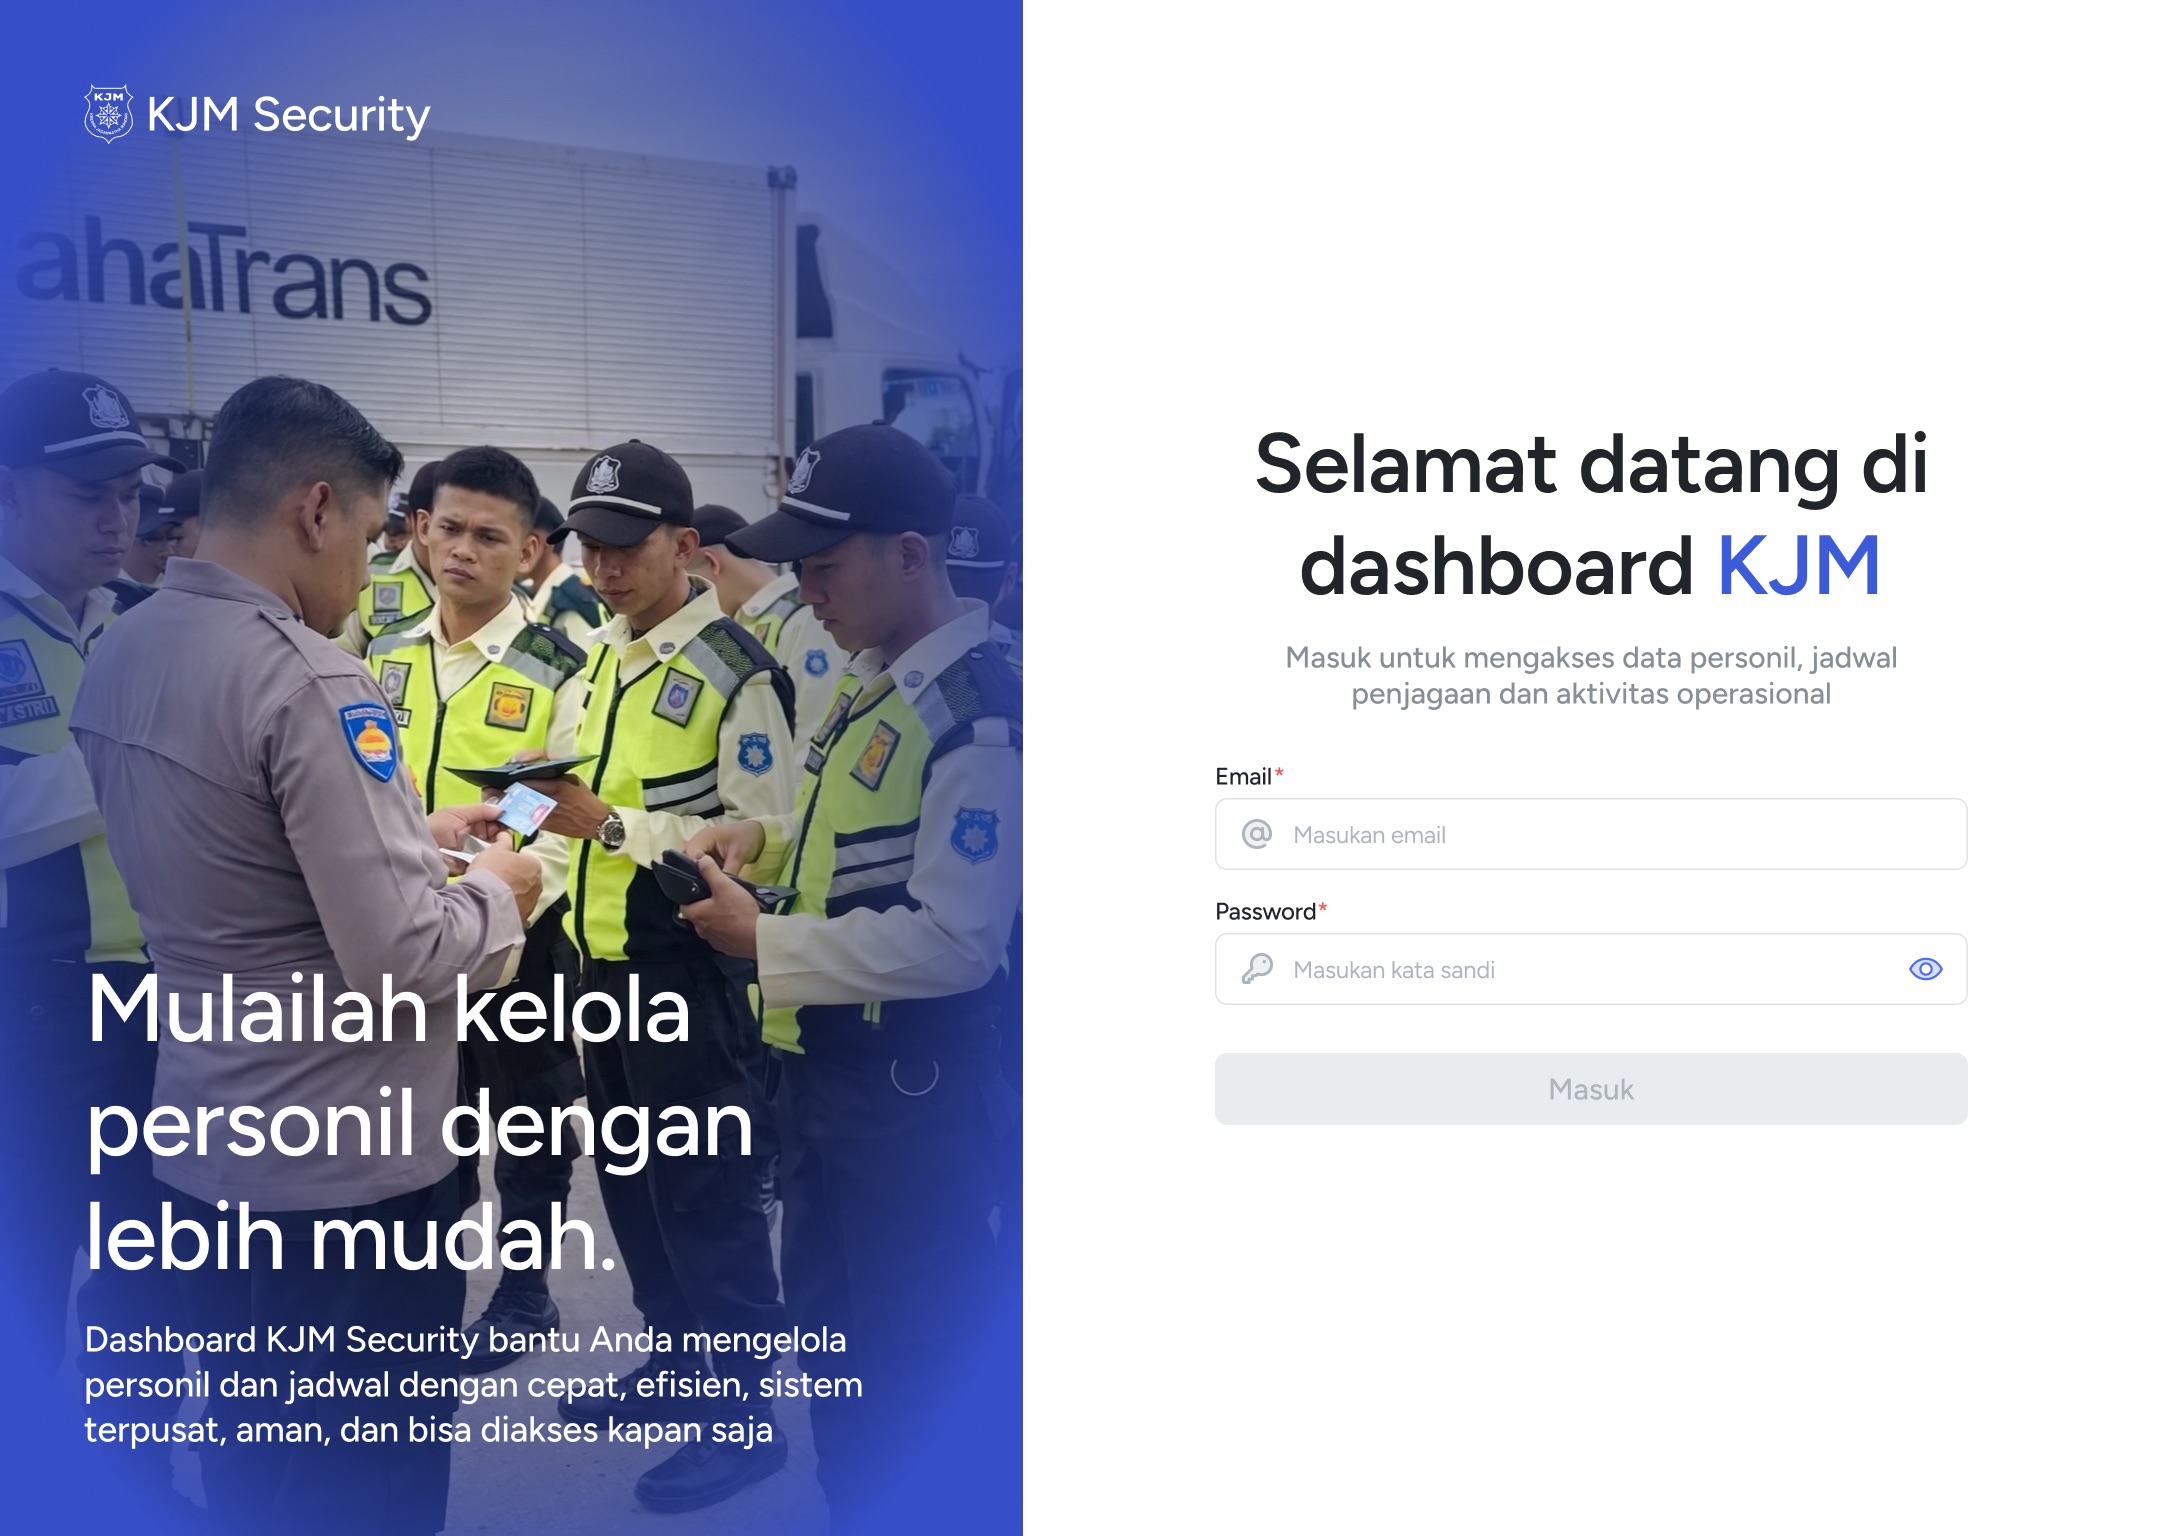 KJM
KJM Security
ahaTrans
Mulailah kelola
personil dengan
lebih mudah.
Dashboard KJM Security bantu Anda mengelola
personil dan jadwal dengan cepat, efisien, sistem
terpusat, aman, dan bisa diakses kapan saja
Selamat datang di
dashboard KJM
Masuk untuk mengakses data personil, jadwal
penjagaan dan aktivitas operasional
Email*
@ Masukan email
Password*
Masukan kata sandi
Masuk